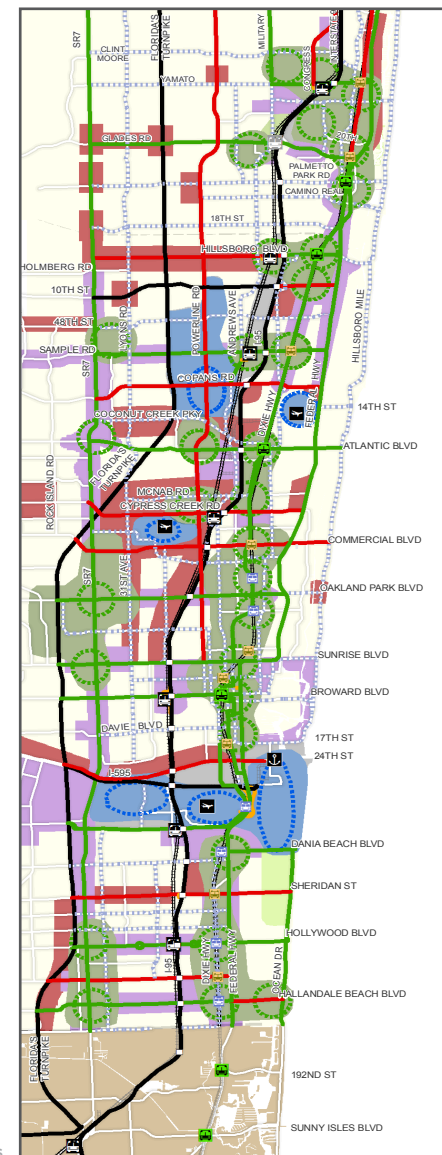 SR7
FLORIDA'S
TURNPIKE
MILITARY
CONGRESS
INTERSTATE
CLINT
MOORE
YAMATO
GLADES RD
20TH
PALMETTO
PARK RD
CAMINO REAL
18TH ST
HILLSBORO BLVD
HOLMBERG RD
10TH ST
LYONS RD
POWERLINE RD
ANDREWS AVE
I-95
HILLSBORO MILE
48TH ST
SAMPLE RD
SR7
COPANS RD
DIXIE HWY
FEDERAL HWY
14TH ST
COCONUT CREEK PKY
ATLANTIC BLVD
FLORIDA'S
TURNPIKE
ROCK ISLAND RD
MCNAB RD
CYPRESS CREEK RD
COMMERCIAL BLVD
SR7
31ST AVE
OAKLAND PARK BLVD
SUNRISE BLVD
BROWARD BLVD
DAVIE BLVD
17TH ST
24TH ST
I-595
DANIA BEACH BLVD
SHERIDAN ST
HOLLYWOOD BLVD
I-95
DIXIE HWY
FEDERAL HWY
OCEAN DR
HALLANDALE BEACH BLVD
FLORIDA'S
TURNPIKE
192ND ST
SUNNY ISLES BLVD